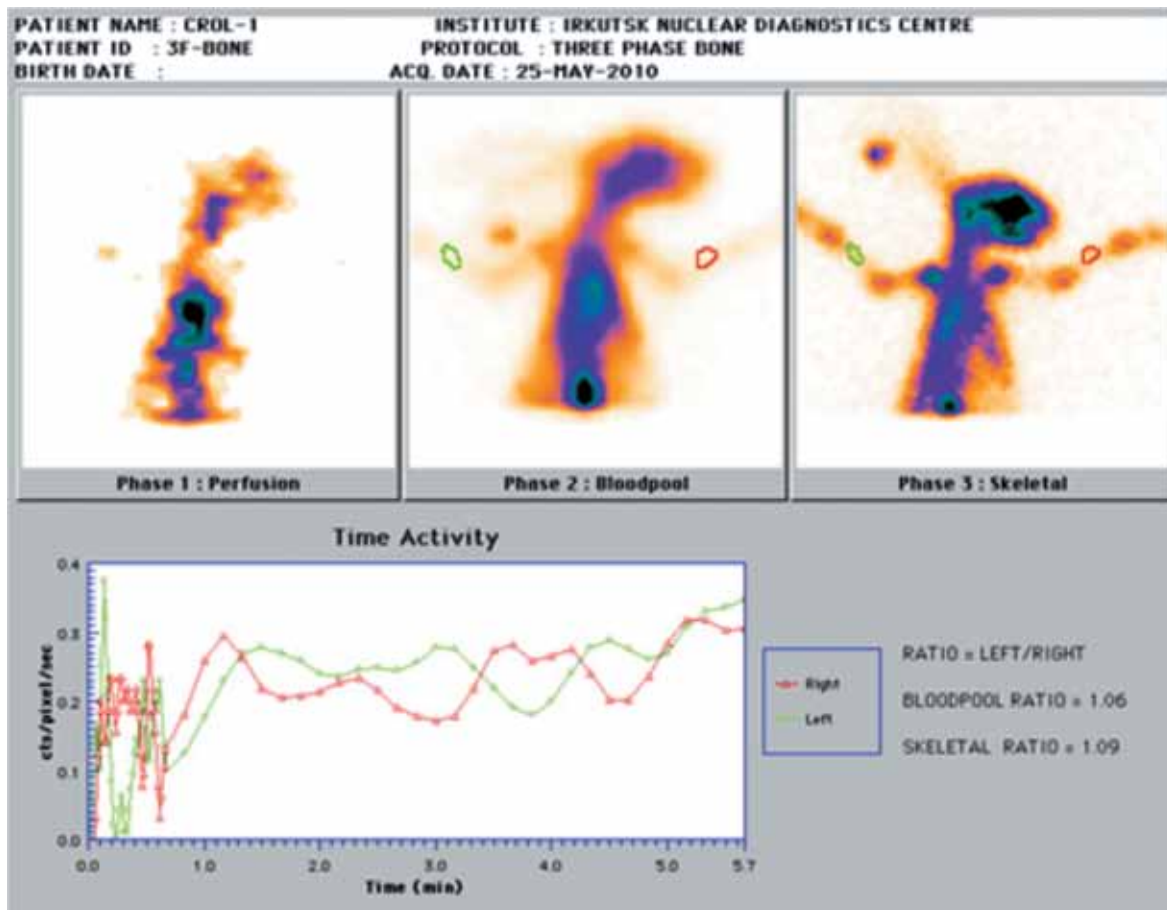 PATIENT NAME : CROL-1 INSTITUTE : IRKUTSK NUCLEAR DIAGNOSTICS CENTRE
PATIENT ID : 3F-BONE PROTOCOL : THREE PHASE BONE
BIRTH DATE : ACQ. DATE : 25-MAY-2010
Phase 1 : Perfusion Phase 2 : Bloodpool Phase 3 : Skeletal
Time Activity
0.4
0.3
0.2
0.1
0.0
cts/pixel/sec
0.0 1.0 2.0 3.0 4.0 5.0 5.7
Time (min)
Right
Left
RATIO = LEFT/RIGHT
BLOODPOOL RATIO = 1.06
SKELETAL RATIO = 1.09